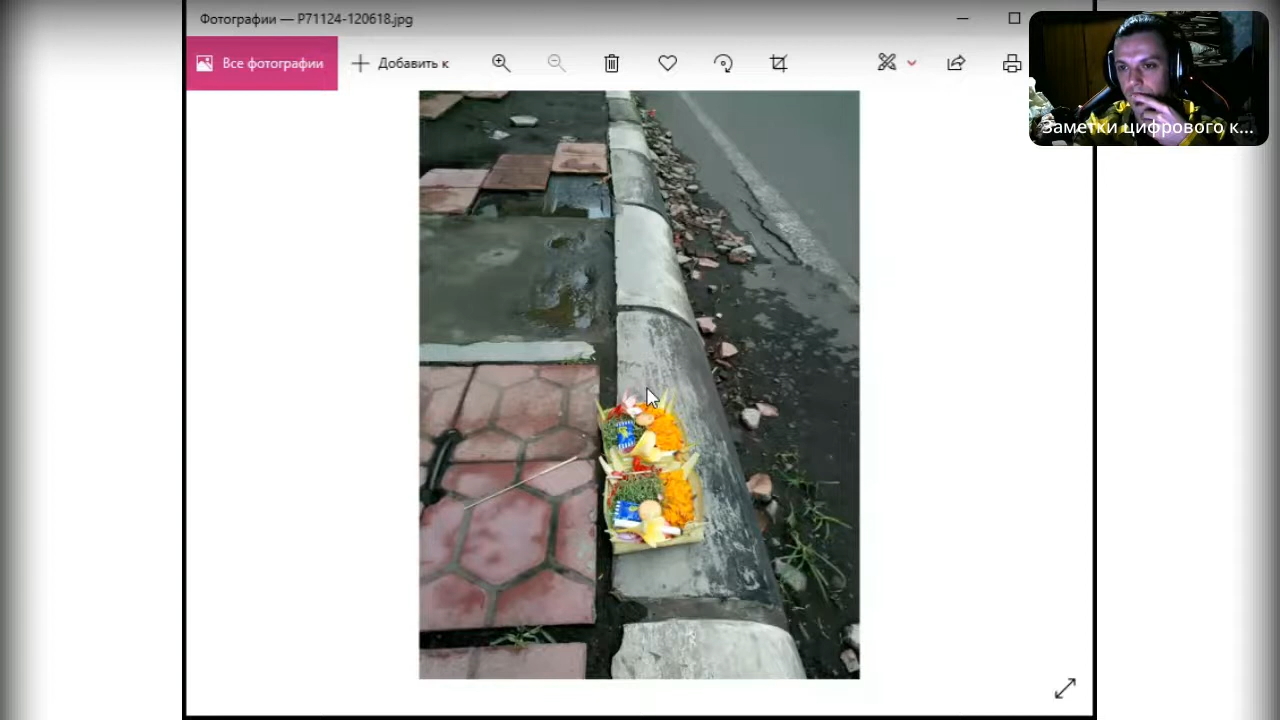 Фотографии — P71124-120618.jpg
Все фотографии
Добавить к
Заметки цифрового к...